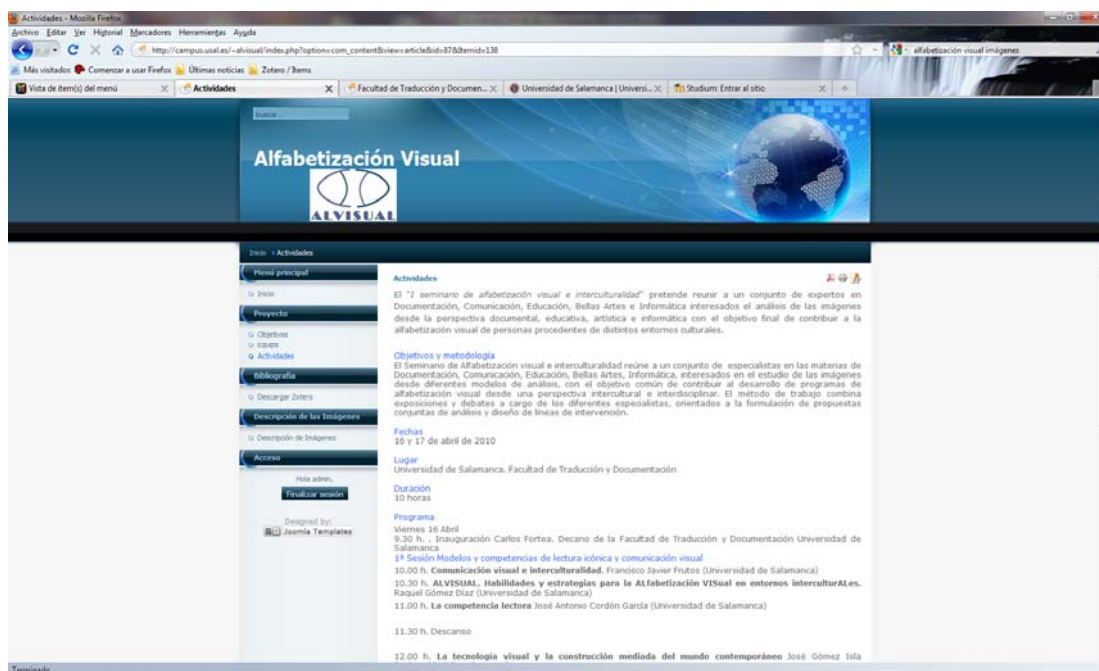 Actividades - Mozilla Firefox
Archivo Editar Ver Historial Marcadores Herramientas Ayuda
http://campus.usal.es/~alvisual/index.php?option=com_content&view=article&id=87&Itemid=138
alfabetización visual imágenes
Más visitados Comenzar a usar Firefox Últimas noticias Zotero / Items
Vista de ítem(s) del menú
Actividades
Facultad de Traducción y Documen...
Universidad de Salamanca | Universi...
Studium: Entrar al sitio
buscar...
Alfabetización Visual
ALVISUAL
Inicio Actividades
Menú principal
Inicio
Proyecto
Objetivos
Equipo
Actividades
Bibliografía
Descargar Zotero
Descripción de las Imágenes
Descripción de Imágenes
Acceso
Hola admin,
Finalizar sesión
Designed by:
Joomla Templates
Actividades
El "I seminario de alfabetización visual e interculturalidad" pretende reunir a un conjunto de expertos en
Documentación, Comunicación, Educación, Bellas Artes e Informática interesados el análisis de las imágenes
desde la perspectiva documental, educativa, artística e informática con el objetivo final de contribuir a la
alfabetización visual de personas procedentes de distintos entornos culturales.
Objetivos y metodología
El Seminario de Alfabetización visual e interculturalidad reúne a un conjunto de especialistas en las materias de
Documentación, Comunicación, Educación, Bellas Artes, Informática, interesados en el estudio de las imágenes
desde diferentes modelos de análisis, con el objetivo común de contribuir al desarrollo de programas de
alfabetización visual desde una perspectiva intercultural e interdisciplinar. El método de trabajo combina
exposiciones y debates a cargo de los diferentes especialistas, orientados a la formulación de propuestas
conjuntas de análisis y diseño de líneas de intervención.
Fechas
16 y 17 de abril de 2010
Lugar
Universidad de Salamanca. Facultad de Traducción y Documentación
Duración
10 horas
Programa
Viernes 16 Abril
9.30 h. . Inauguración Carlos Fortea. Decano de la Facultad de Traducción y Documentación Universidad de
Salamanca
1ª Sesión Modelos y competencias de lectura icónica y comunicación visual
10.00 h. Comunicación visual e interculturalidad. Francisco Javier Frutos (Universidad de Salamanca)
10.30 h. ALVISUAL. Habilidades y estrategias para la ALfabetización VISual en entornos interculturALes.
Raquel Gómez Díaz (Universidad de Salamanca)
11.00 h. La competencia lectora José Antonio Cordón García (Universidad de Salamanca)
11.30 h. Descanso
12.00 h. La tecnología visual y la construcción mediada del mundo contemporáneo José Gómez Isla
Terminado